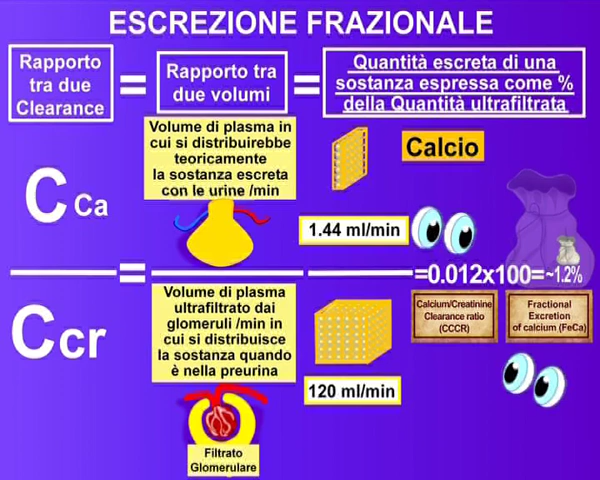 ESCREZIONE FRAZIONALE
Rapporto
tra due
Clearance
=
Rapporto tra
due volumi
=
Quantità escreta di una
sostanza espressa come %
della Quantità ultrafiltrata
Volume di plasma in
cui si distribuirebbe
teoricamente
la sostanza escreta
con le urine /min
Calcio
C Ca
1.44 ml/min
=
=0.012x100=~1.2%
Ccr
Volume di plasma
ultrafiltrato dai
glomeruli /min in
cui si distribuisce
la sostanza quando
è nella preurina
120 ml/min
Calcium/Creatinine
Clearance ratio
(CCCR)
Fractional
Excretion
of calcium (FeCa)
Filtrato
Glomerulare